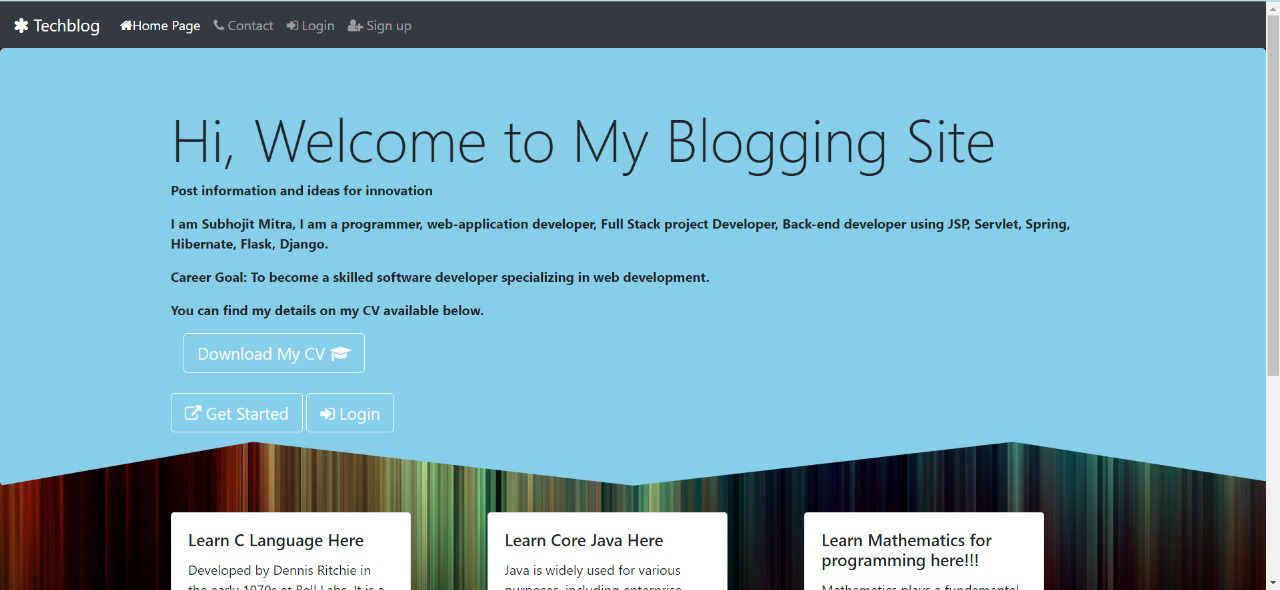 Techblog Home Page Contact Login Sign up
Hi, Welcome to My Blogging Site
Post information and ideas for innovation
I am Subhojit Mitra, I am a programmer, web-application developer, Full Stack project Developer, Back-end developer using JSP, Servlet, Spring,
Hibernate, Flask, Django.
Career Goal: To become a skilled software developer specializing in web development.
You can find my details on my CV available below.
Download My CV
Get Started Login
Learn C Language Here
Developed by Dennis Ritchie in
the early 1970s at Bell Labs. It is a
Learn Core Java Here
Java is widely used for various
purposes, including enterprise
Learn Mathematics for
programming here!!!
Mathematics plays a fundamental